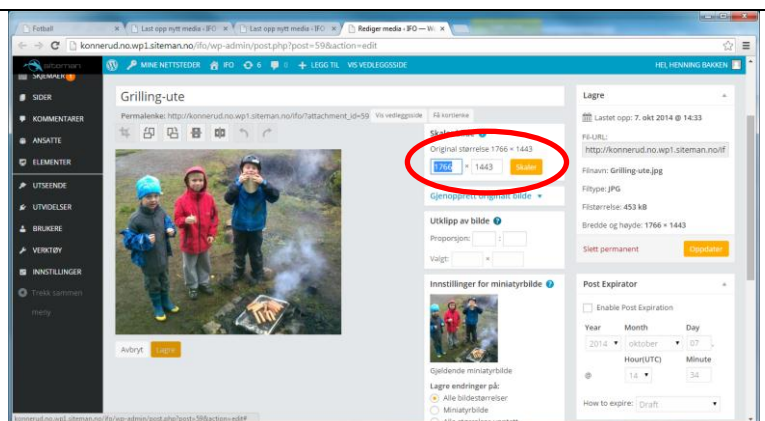 Fotball
Last opp nytt media ‹ IFO
Last opp nytt media ‹ IFO
Rediger media ‹ IFO — W
konnerud.no.wp1.siteman.no/ifo/wp-admin/post.php?post=59&action=edit
siteman
MINE NETTSTEDER
IFO
6
0
LEGG TIL
VIS VEDLEGGSSIDE
HEI, HENNING BAKKEN
SKJEMAER 1
SIDER
KOMMENTARER
ANSATTE
ELEMENTER
UTSEENDE
UTVIDELSER
BRUKERE
VERKTØY
INNSTILLINGER
Trekk sammen
meny
Grilling-ute
Permalenke: http://konnerud.no.wp1.siteman.no/ifo/?attachment_id=59
Vis vedleggsside
Få kortlenke
Avbryt
Lagre
Original størrelse 1766 × 1443
1766 × 1443 Skaler
Gjenopprett originalt bilde
Utklipp av bilde
Proporsjon: :
Valgt: ×
Innstillinger for miniatyrbilde
Gjeldende miniatyrbilde
Lagre endringer på:
Alle bildestørrelser
Miniatyrbilde
Alle størrelser unntatt
Lagre
Lastet opp: 7. okt 2014 @ 14:33
Fil-URL:
http://konnerud.no.wp1.siteman.no/if
Filnavn: Grilling-ute.jpg
Filtype: JPG
Filstørrelse: 453 kB
Bredde og høyde: 1766 × 1443
Slett permanent
Oppdater
Post Expirator
Enable Post Expiration
Year Month Day
2014 oktober 07 ,
Hour(UTC) Minute
@ 14 34
How to expire: Draft
konnerud.no.wp1.siteman.no/ifo/wp-admin/post.php?post=59&action=edit#